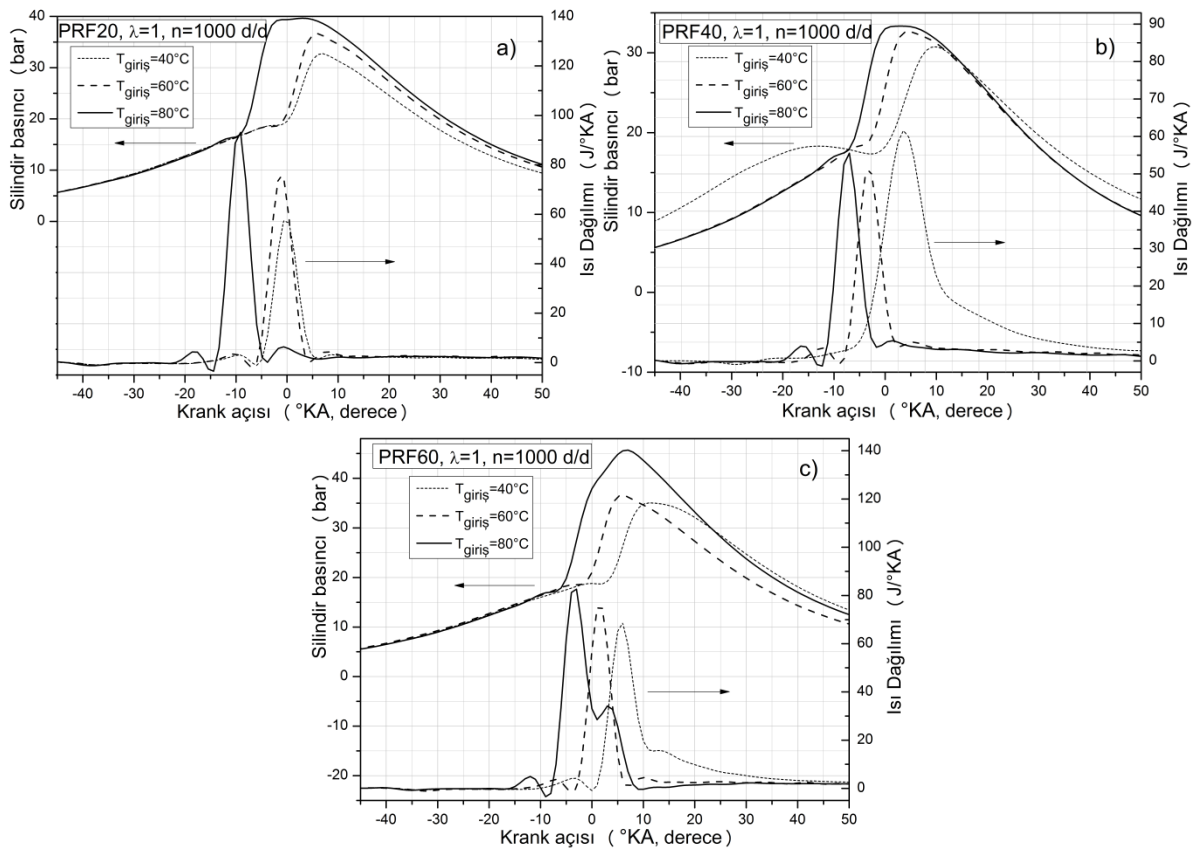 PRF20, λ=1, n=1000 d/d
a)
T giriş=40°C
T giriş=60°C
T giriş=80°C
Silindir basıncı (bar)
40
30
20
10
0
Isı Dağılımı (J/°KA)
140
120
100
80
60
40
20
0
-40 -30 -20 -10 0 10 20 30 40 50
Krank açısı (°KA, derece)
PRF40, λ=1, n=1000 d/d
b)
T giriş=40°C
T giriş=60°C
T giriş=80°C
Silindir basıncı (bar)
30
20
10
0
-10
Isı Dağılımı (J/°KA)
90
80
70
60
50
40
30
20
10
0
-40 -30 -20 -10 0 10 20 30 40 50
Krank açısı (°KA, derece)
PRF60, λ=1, n=1000 d/d
c)
T giriş=40°C
T giriş=60°C
T giriş=80°C
Silindir basıncı (bar)
40
30
20
10
0
-10
-20
Isı Dağılımı (J/°KA)
140
120
100
80
60
40
20
0
-40 -30 -20 -10 0 10 20 30 40 50
Krank açısı (°KA, derece)